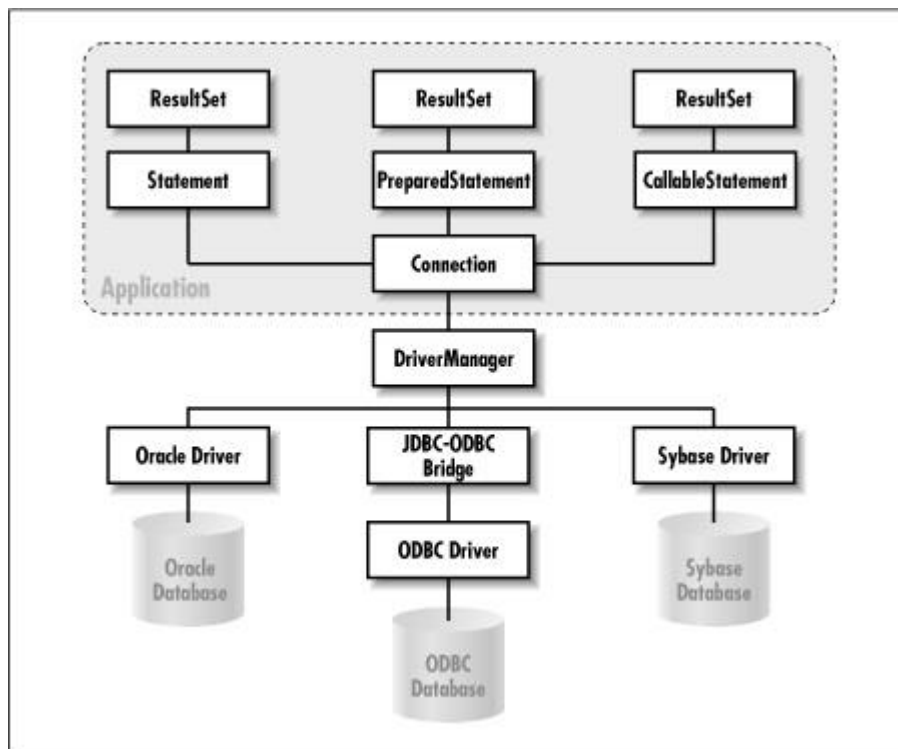 ResultSet
ResultSet
ResultSet
Statement
PreparedStatement
CallableStatement
Connection
Application
DriverManager
Oracle Driver
JDBC-ODBC
Bridge
Sybase Driver
ODBC Driver
Oracle
Database
Sybase
Database
ODBC
Database